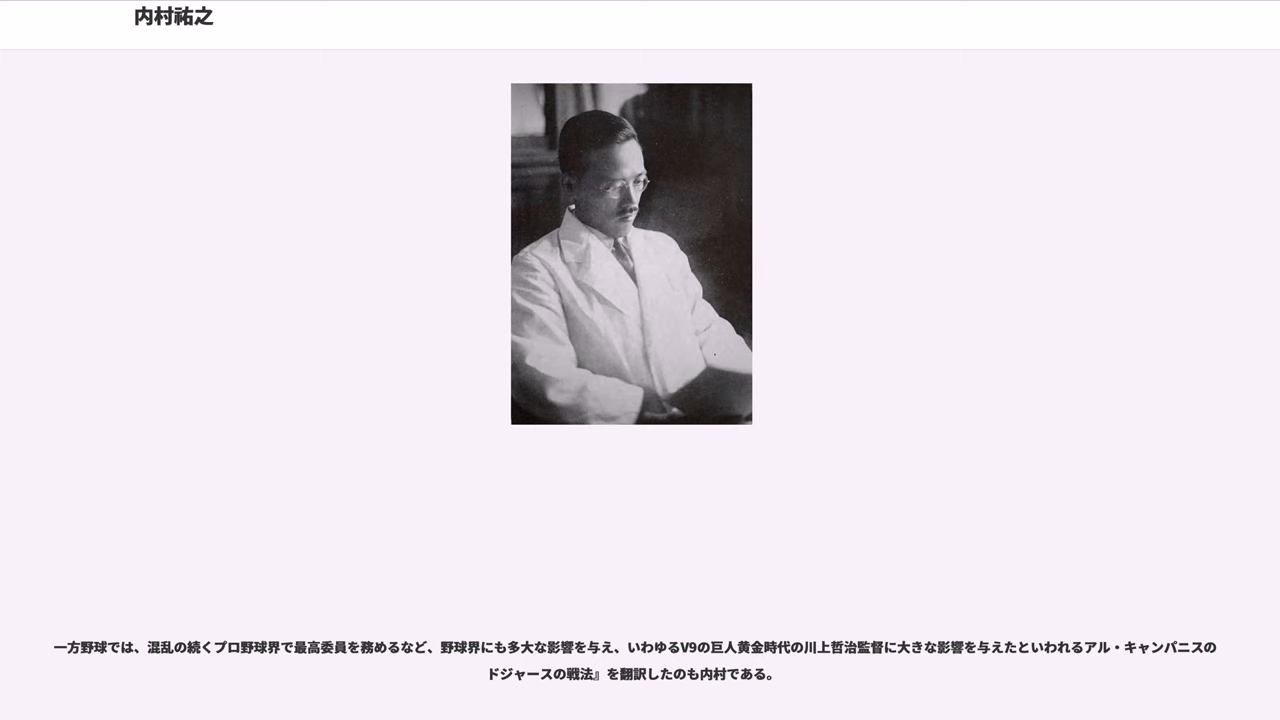 内村祐之
一方野球では、混乱の続くプロ野球界で最高委員を務めるなど、野球界にも多大な影響を与え、いわゆるV9の巨人黄金時代の川上哲治監督に大きな影響を与えたといわれるアル・キャンパニスの
ドジャースの戦法』を翻訳したのも内村である。